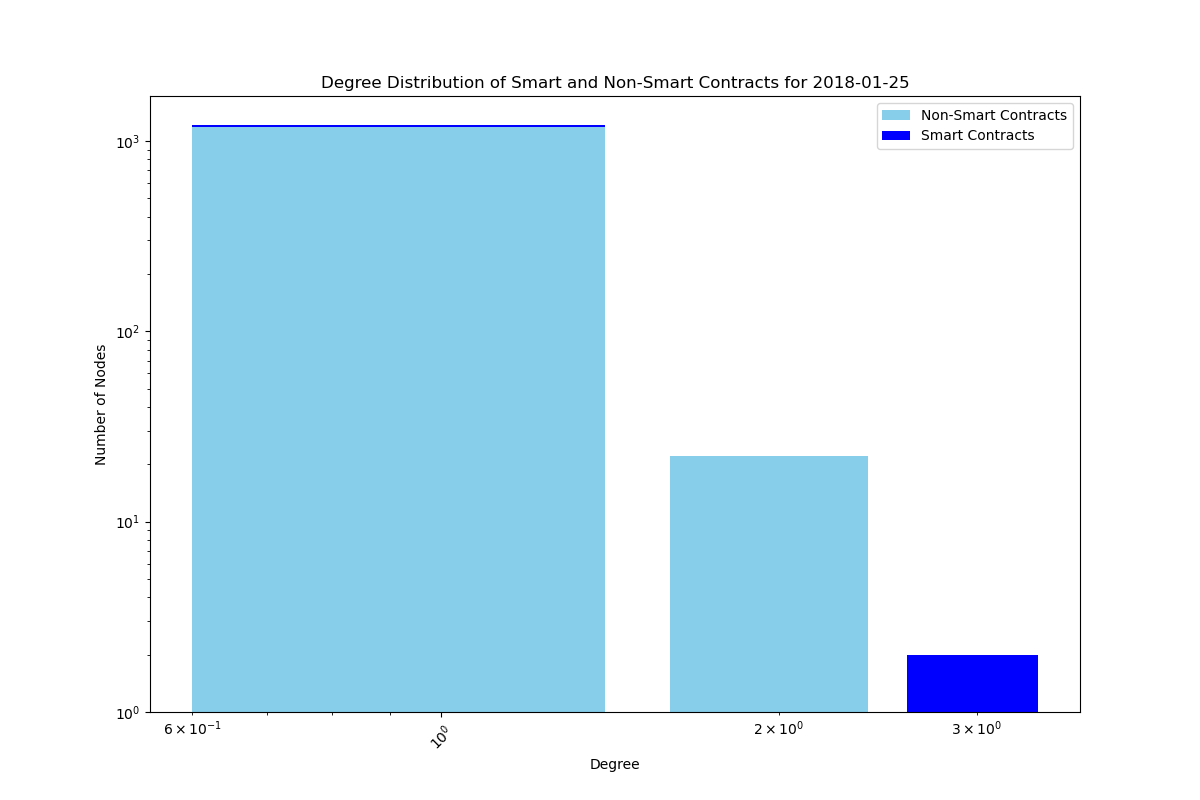 Degree Distribution of Smart and Non-Smart Contracts for 2018-01-25
Non-Smart Contracts
Smart Contracts
10³
10²
10¹
10⁰
Number of Nodes
6 × 10⁻¹
10⁰
2 × 10⁰
3 × 10⁰
Degree